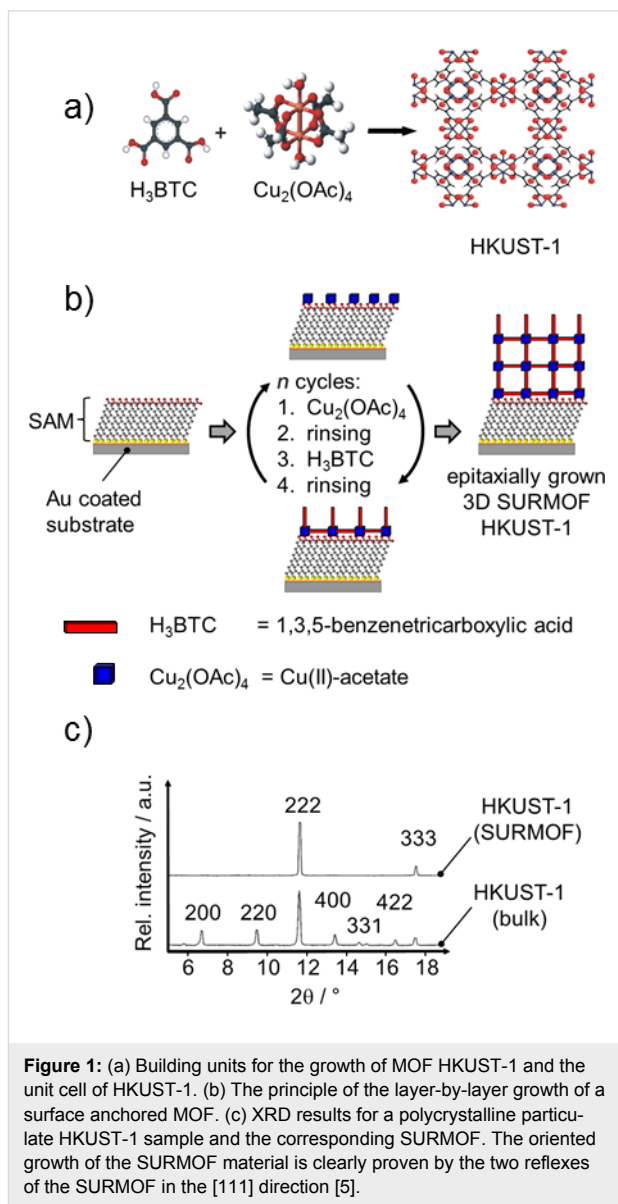 a)
+
H₃BTC
Cu₂(OAc)₄
HKUST-1
b)
SAM
Au coated
substrate
n cycles:
1. Cu₂(OAc)₄
2. rinsing
3. H₃BTC
4. rinsing
epitaxially grown
3D SURMOF
HKUST-1
H₃BTC = 1,3,5-benzenetricarboxylic acid
Cu₂(OAc)₄ = Cu(II)-acetate
c)
Rel. intensity / a.u.
222
333
HKUST-1
(SURMOF)
200
220
400
331
422
HKUST-1
(bulk)
6 8 10 12 14 16 18
2θ / °
Figure 1: (a) Building units for the growth of MOF HKUST-1 and the
unit cell of HKUST-1. (b) The principle of the layer-by-layer growth of a
surface anchored MOF. (c) XRD results for a polycrystalline particu-
late HKUST-1 sample and the corresponding SURMOF. The oriented
growth of the SURMOF material is clearly proven by the two reflexes
of the SURMOF in the [111] direction [5].